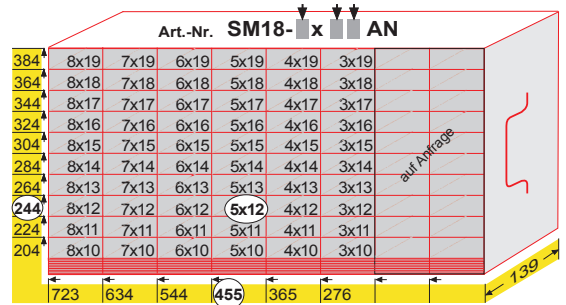 Art.-Nr. SM18- x AN
384 8x19 7x19 6x19 5x19 4x19 3x19
364 8x18 7x18 6x18 5x18 4x18 3x18
344 8x17 7x17 6x17 5x17 4x17 3x17
324 8x16 7x16 6x16 5x16 4x16 3x16
304 8x15 7x15 6x15 5x15 4x15 3x15
284 8x14 7x14 6x14 5x14 4x14 3x14
264 8x13 7x13 6x13 5x13 4x13 3x13
244 8x12 7x12 6x12 5x12 4x12 3x12
224 8x11 7x11 6x11 5x11 4x11 3x11
204 8x10 7x10 6x10 5x10 4x10 3x10
auf Anfrage
723 634 544 455 365 276
139